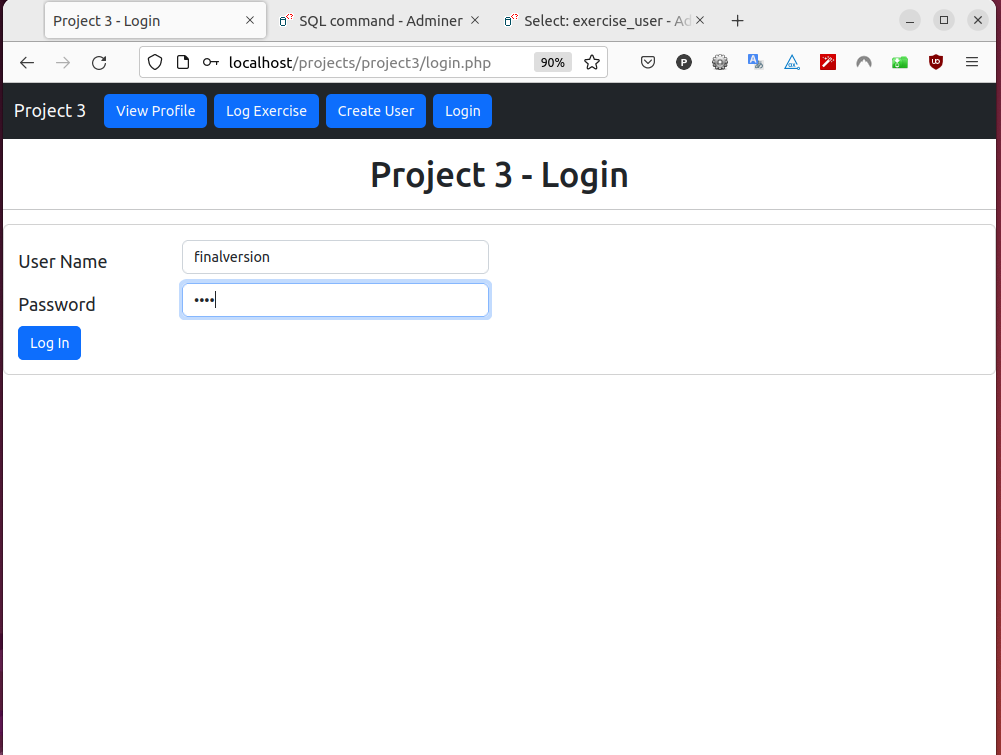 Project 3 - Login
SQL command - Adminer
Select: exercise_user - Ad
localhost/projects/project3/login.php
90%
Project 3
View Profile
Log Exercise
Create User
Login
Project 3 - Login
User Name
finalversion
Password
••••
Log In